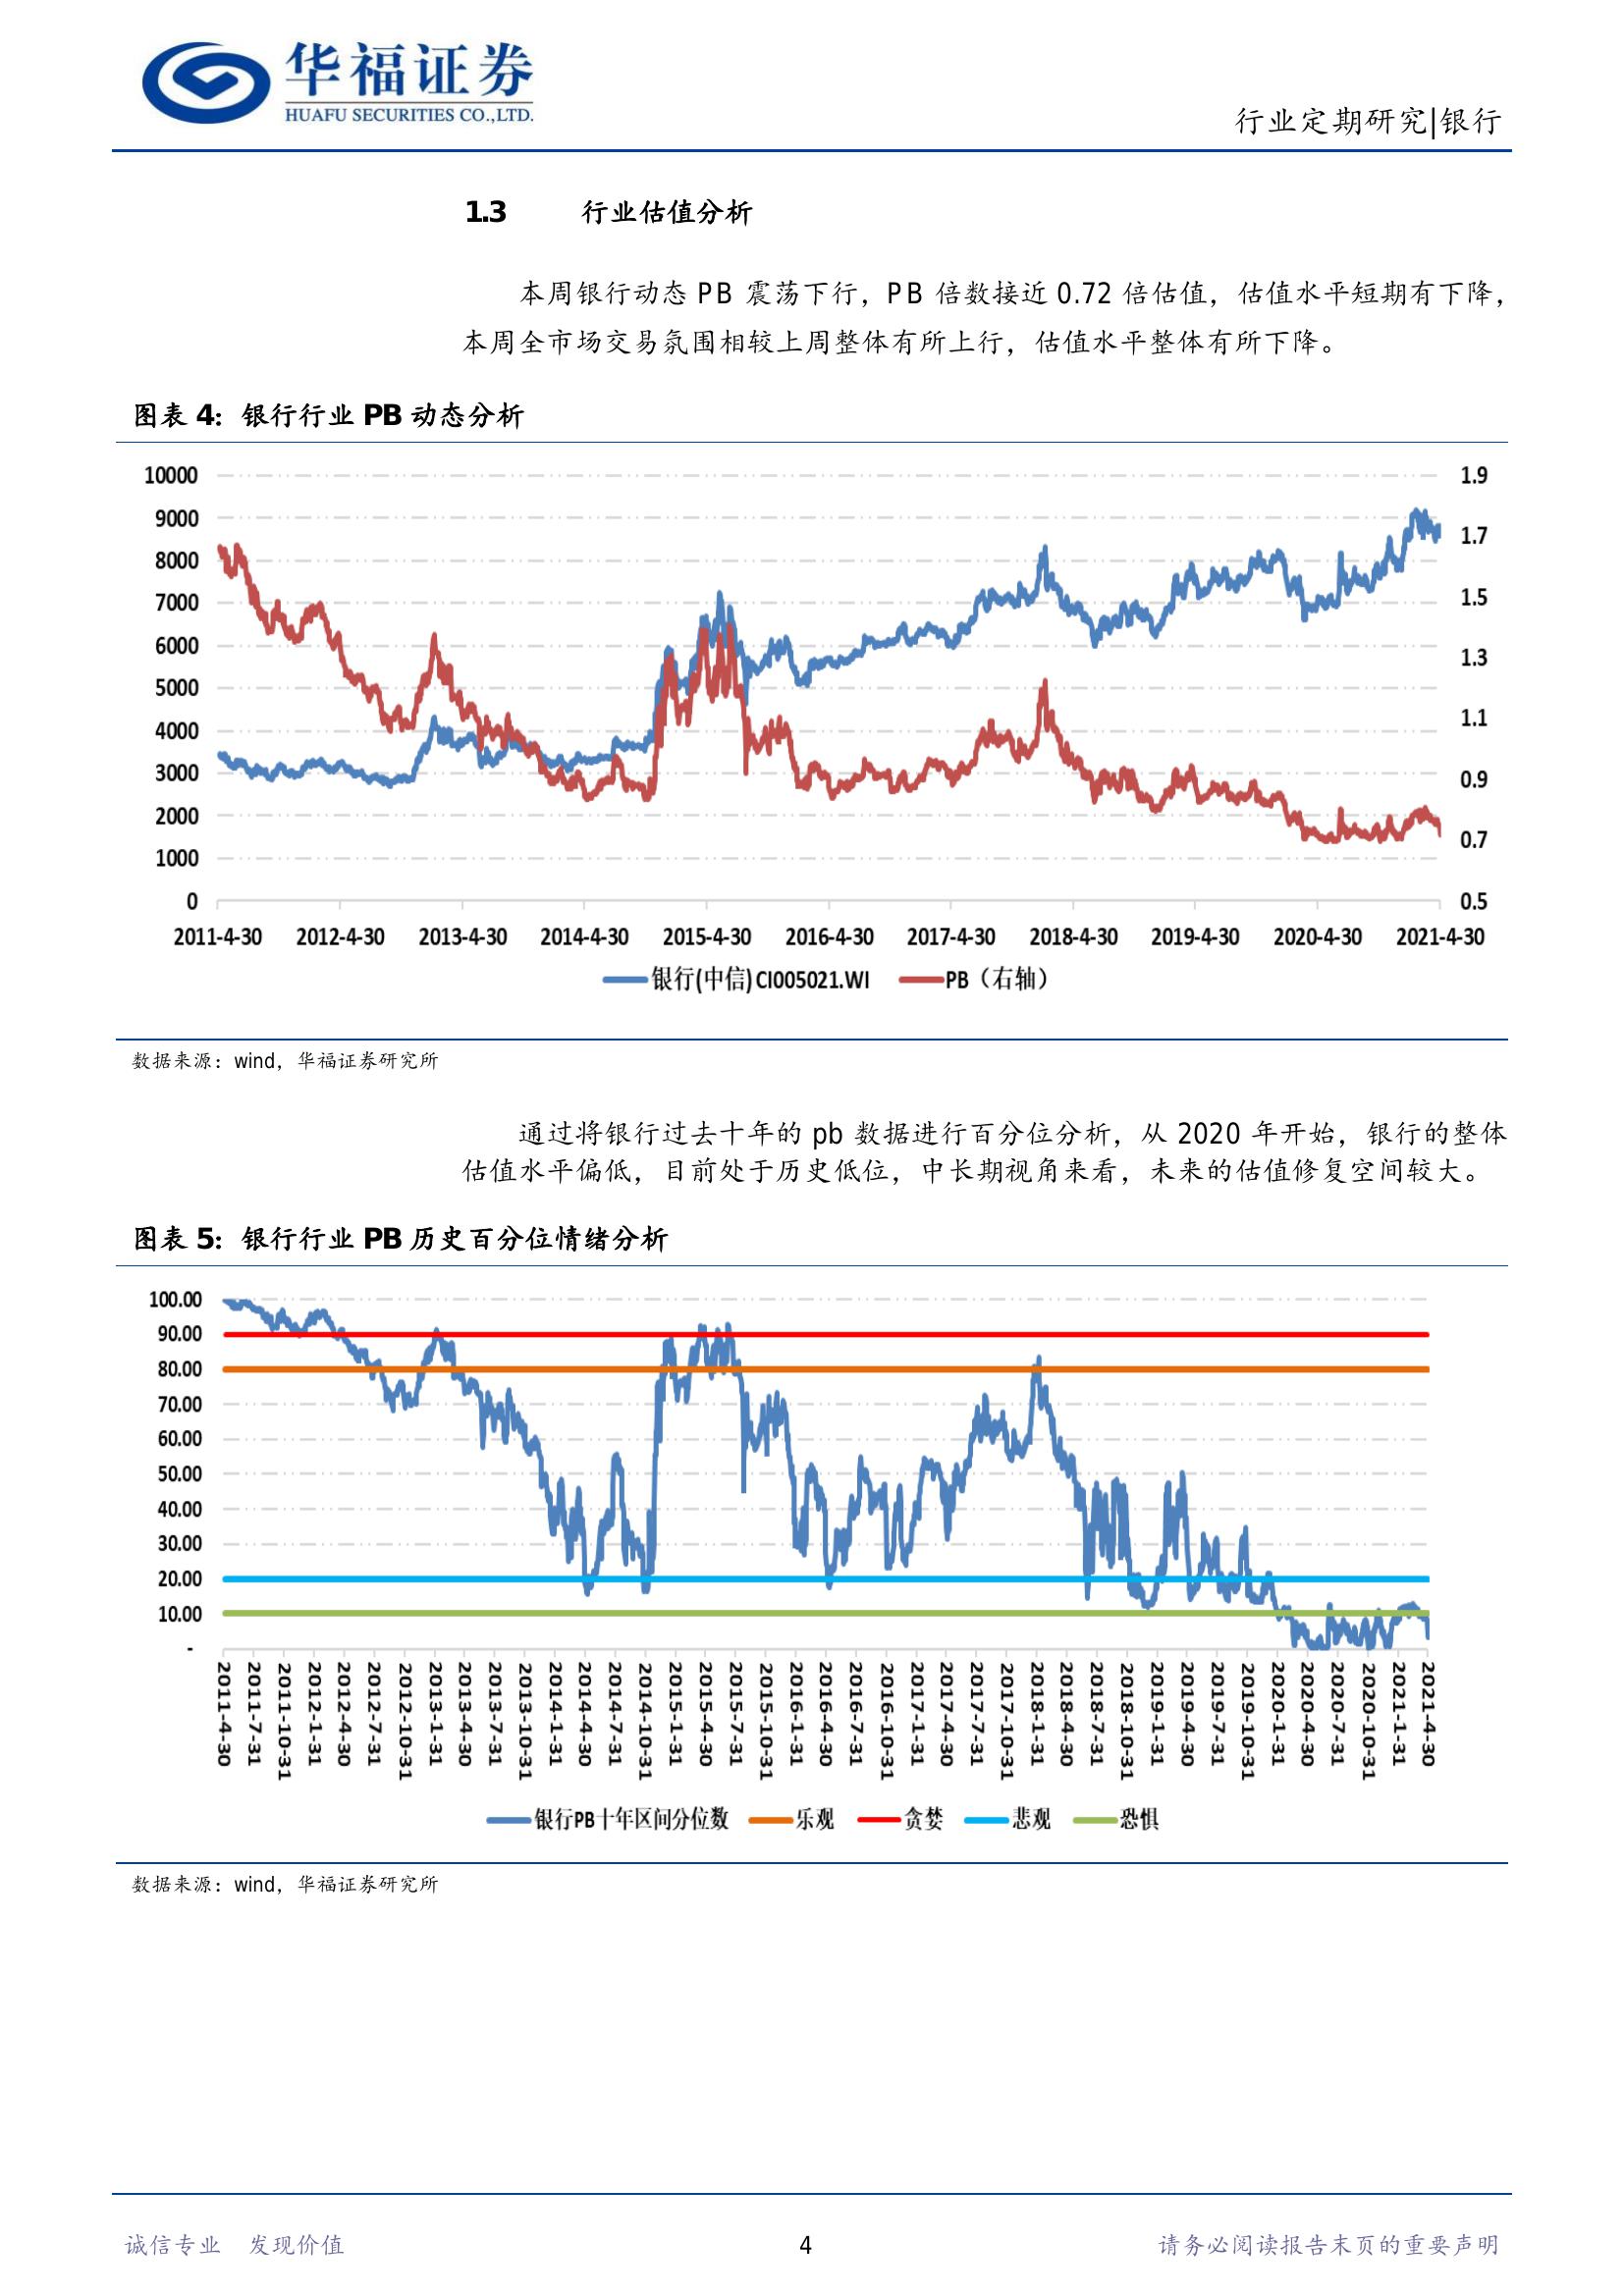 华福证券
HUAFU SECURITIES CO.,LTD.
行业定期研究|银行
1.3 行业估值分析
本周银行动态 PB 震荡下行，PB 倍数接近 0.72 倍估值，估值水平短期有下降，
本周全市场交易氛围相较上周整体有所上行，估值水平整体有所下降。
图表 4：银行行业 PB 动态分析
10000 1.9
9000
8000 1.7
7000 1.5
6000
5000 1.3
4000 1.1
3000 0.9
2000
1000 0.7
0 0.5
2011-4-30 2012-4-30 2013-4-30 2014-4-30 2015-4-30 2016-4-30 2017-4-30 2018-4-30 2019-4-30 2020-4-30 2021-4-30
银行(中信) CI005021.WI PB（右轴）
数据来源：wind，华福证券研究所
通过将银行过去十年的 pb 数据进行百分位分析，从 2020 年开始，银行的整体
估值水平偏低，目前处于历史低位，中长期视角来看，未来的估值修复空间较大。
图表 5：银行行业 PB 历史百分位情绪分析
100.00
90.00
80.00
70.00
60.00
50.00
40.00
30.00
20.00
10.00
-
2011-4-30 2011-7-31 2011-10-31 2012-1-31 2012-4-30 2012-7-31 2012-10-31 2013-1-31 2013-4-30 2013-7-31 2013-10-31 2014-1-31 2014-4-30 2014-7-31 2014-10-31 2015-1-31 2015-4-30 2015-7-31 2015-10-31 2016-1-31 2016-4-30 2016-7-31 2016-10-31 2017-1-31 2017-4-30 2017-7-31 2017-10-31 2018-1-31 2018-4-30 2018-7-31 2018-10-31 2019-1-31 2019-4-30 2019-7-31 2019-10-31 2020-1-31 2020-4-30 2020-7-31 2020-10-31 2021-1-31 2021-4-30
银行PB十年区间分位数 乐观 贪婪 悲观 恐惧
数据来源：wind，华福证券研究所
诚信专业 发现价值 4 请务必阅读报告末页的重要声明